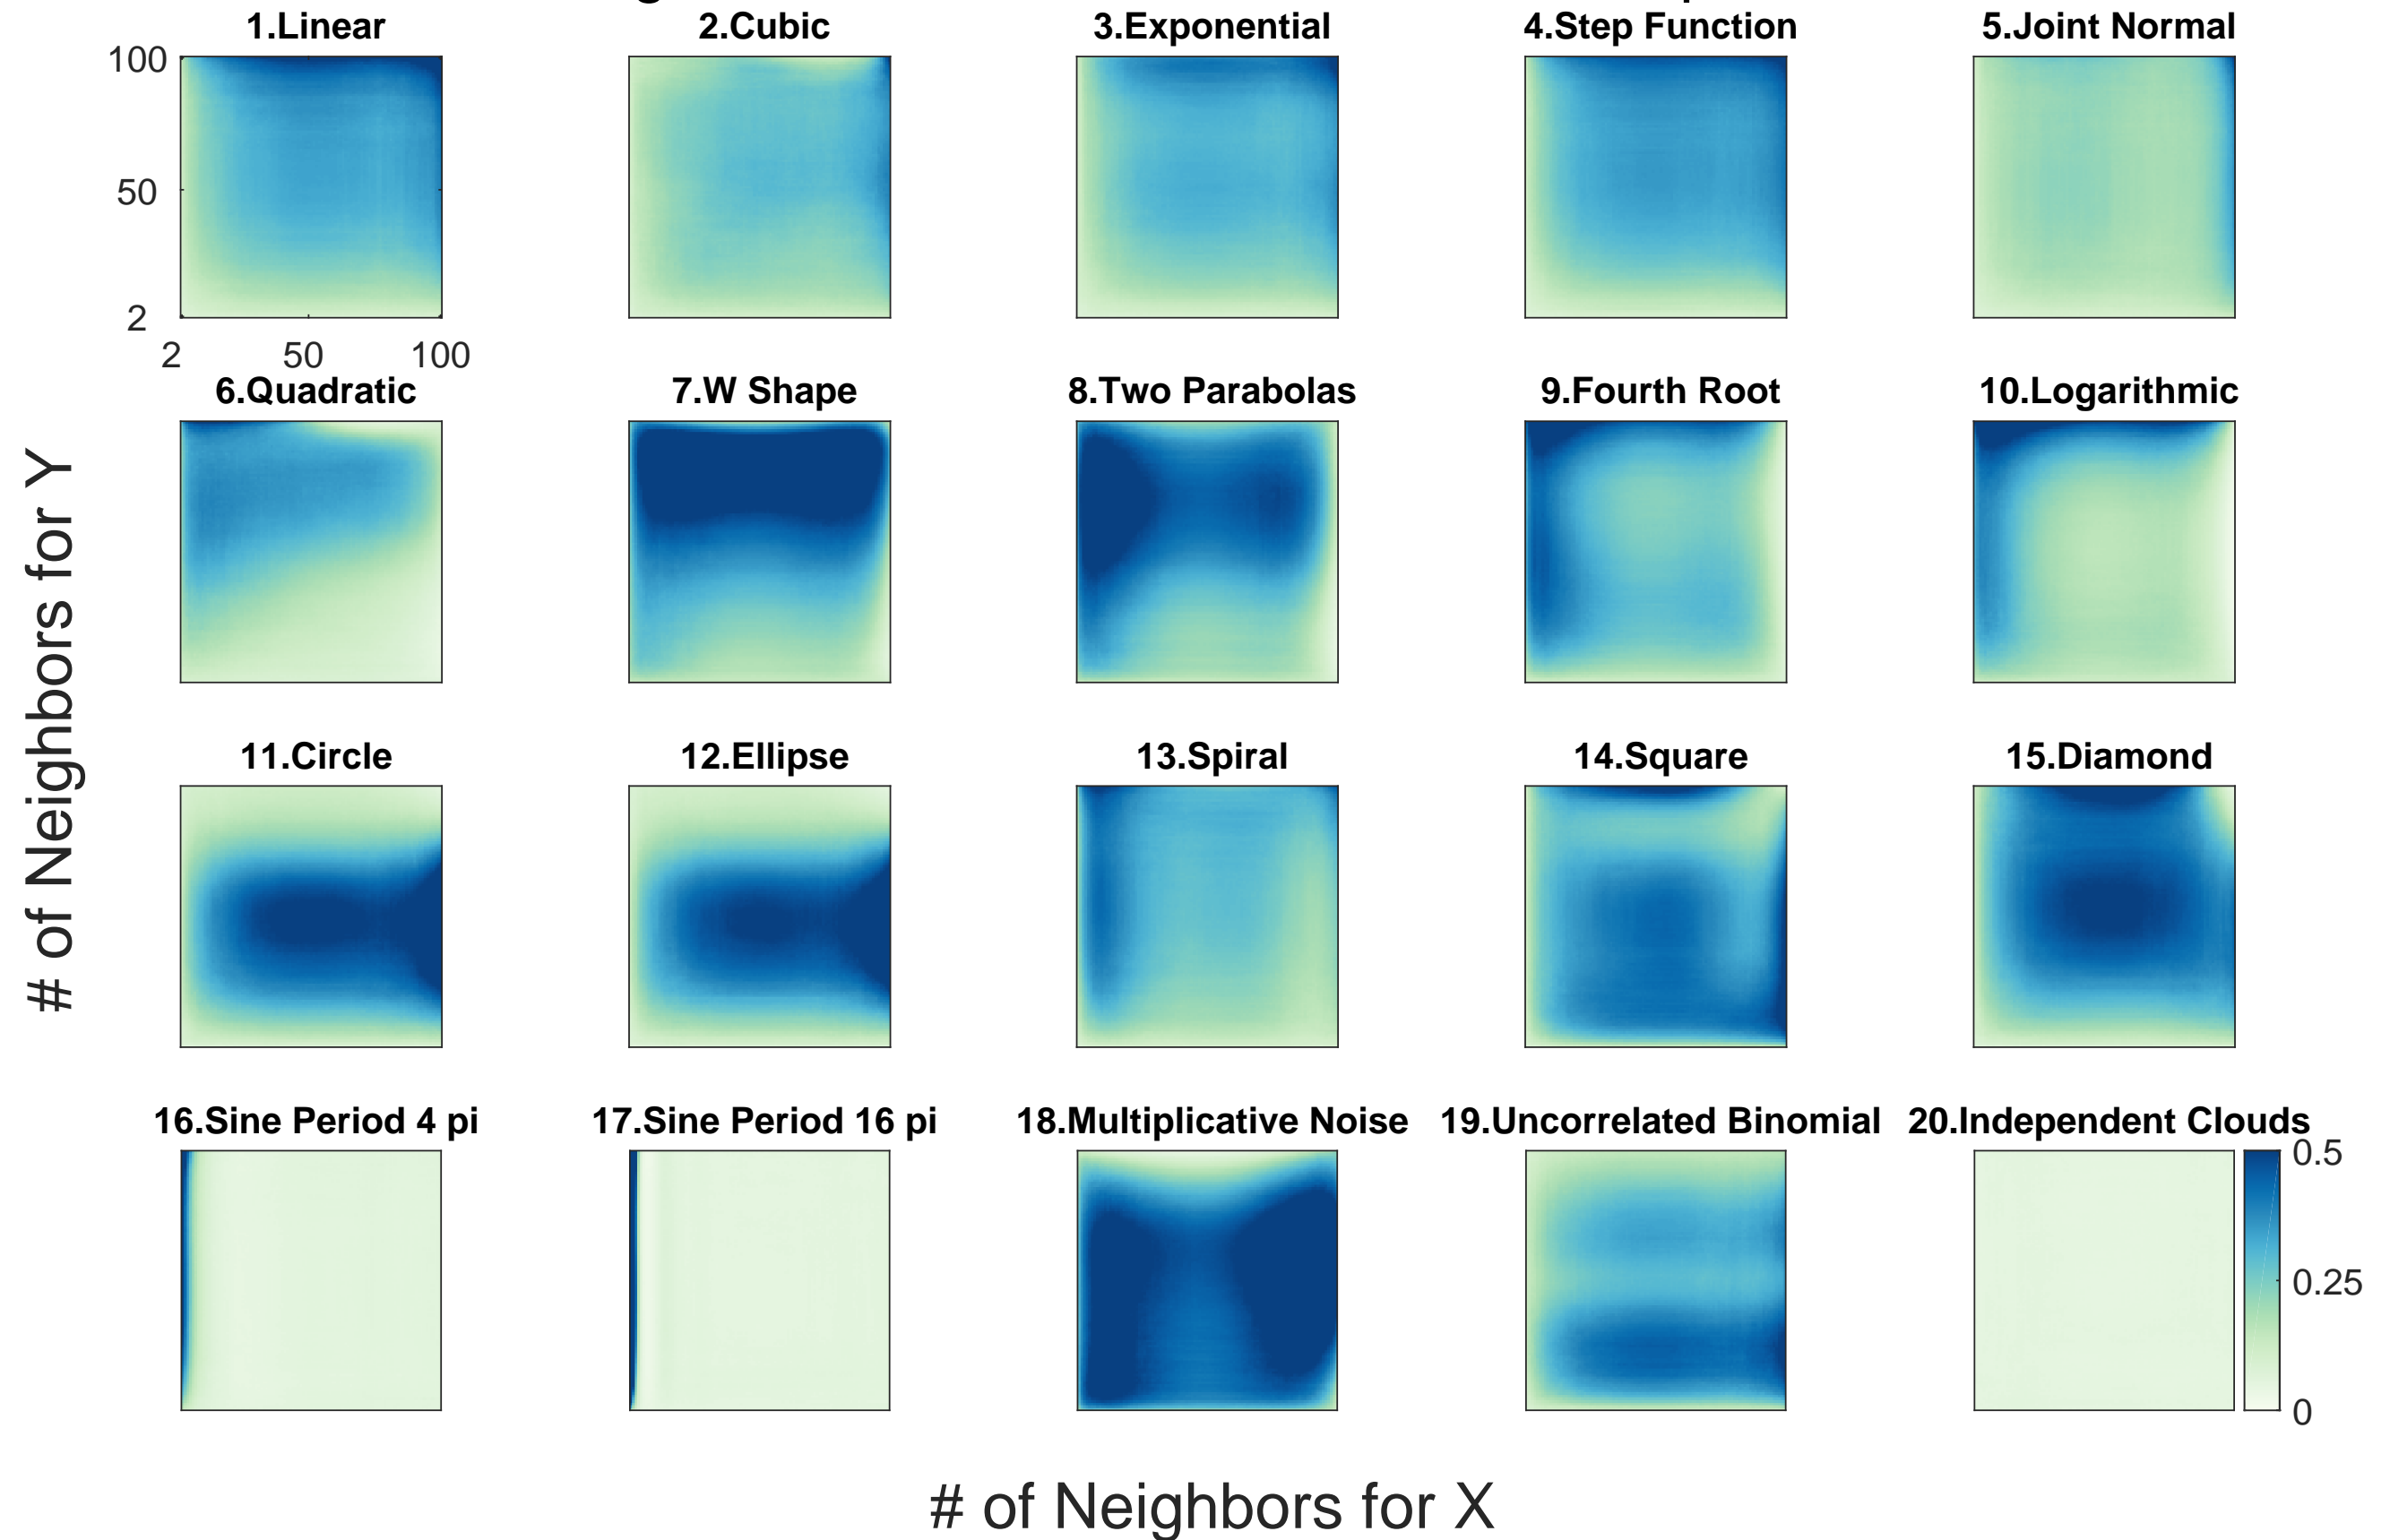 1.Linear
2.Cubic
3.Exponential
4.Step Function
5.Joint Normal
100
50
2
2 50 100
6.Quadratic
7.W Shape
8.Two Parabolas
9.Fourth Root
10.Logarithmic
# of Neighbors for Y
11.Circle
12.Ellipse
13.Spiral
14.Square
15.Diamond
16.Sine Period 4 pi
17.Sine Period 16 pi
18.Multiplicative Noise
19.Uncorrelated Binomial
20.Independent Clouds
0.5
0.25
0
# of Neighbors for X